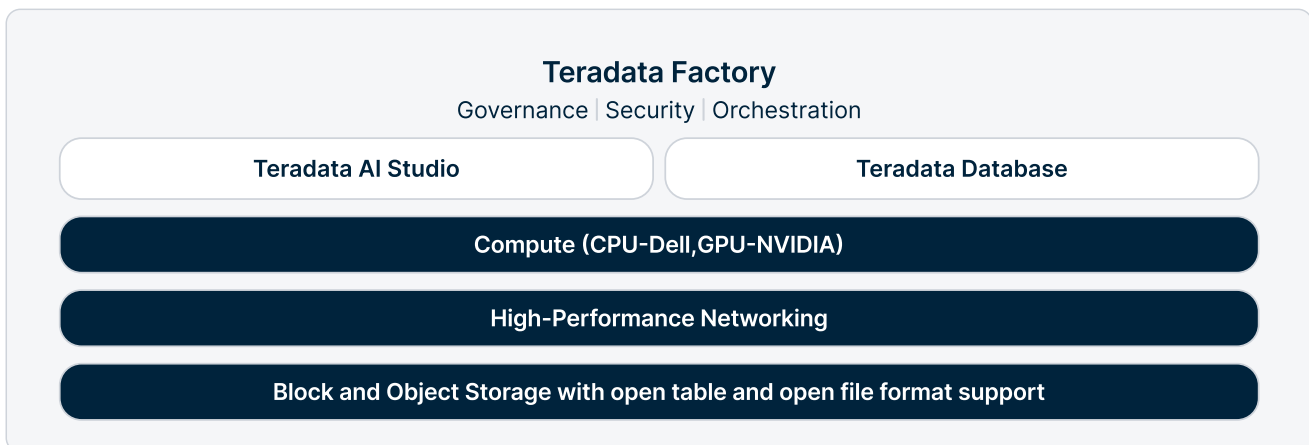 Teradata Factory
Governance | Security | Orchestration
Teradata AI Studio
Teradata Database
Compute (CPU-Dell,GPU-NVIDIA)
High-Performance Networking
Block and Object Storage with open table and open file format support